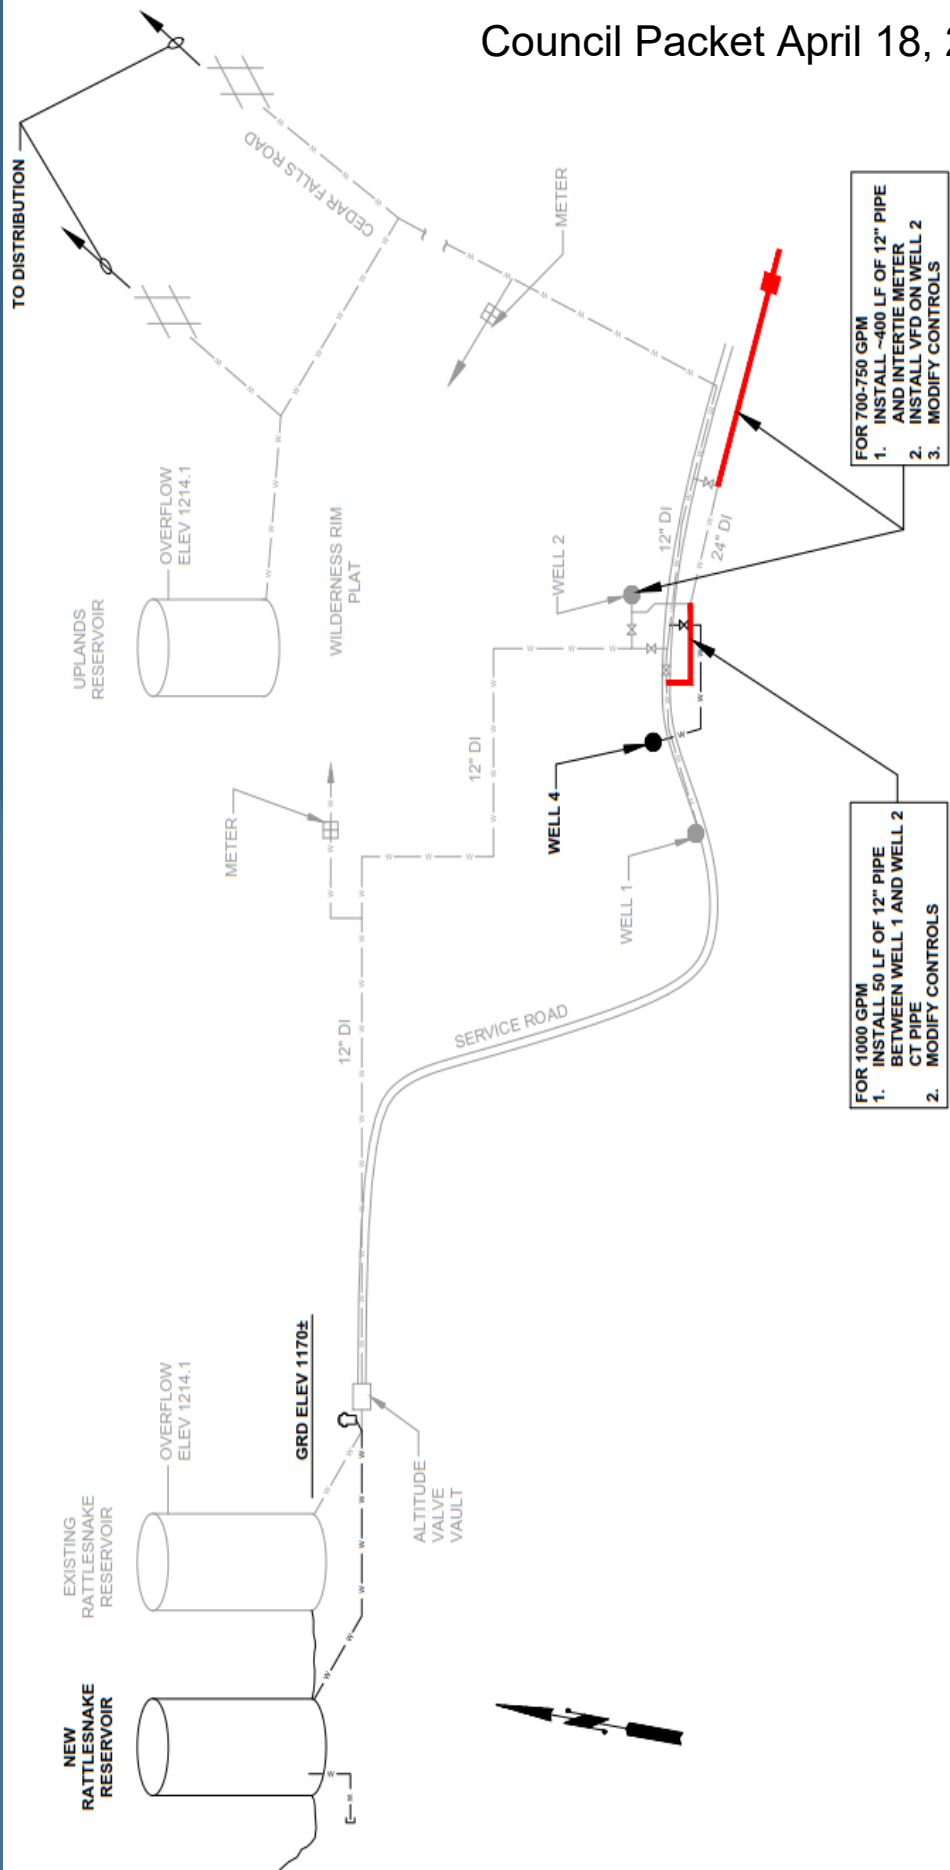 Council Packet April 18, 2
TO DISTRIBUTION
CEDAR FALLS ROAD
METER
FOR 700-750 GPM
1. INSTALL ~400 LF OF 12" PIPE
AND INTERTIE METER
2. INSTALL VFD ON WELL 2
3. MODIFY CONTROLS
UPLANDS
RESERVOIR
OVERFLOW
ELEV 1214.1
WILDERNESS RIM
PLAT
WELL 2
12" DI
24" DI
12" DI
METER
WELL 4
WELL 1
12" DI
SERVICE ROAD
FOR 1000 GPM
1. INSTALL 50 LF OF 12" PIPE
BETWEEN WELL 1 AND WELL 2
CT PIPE
2. MODIFY CONTROLS
EXISTING
RATTLESNAKE
RESERVOIR
OVERFLOW
ELEV 1214.1
GRD ELEV 1170±
ALTITUDE
VALVE
VAULT
NEW
RATTLESNAKE
RESERVOIR